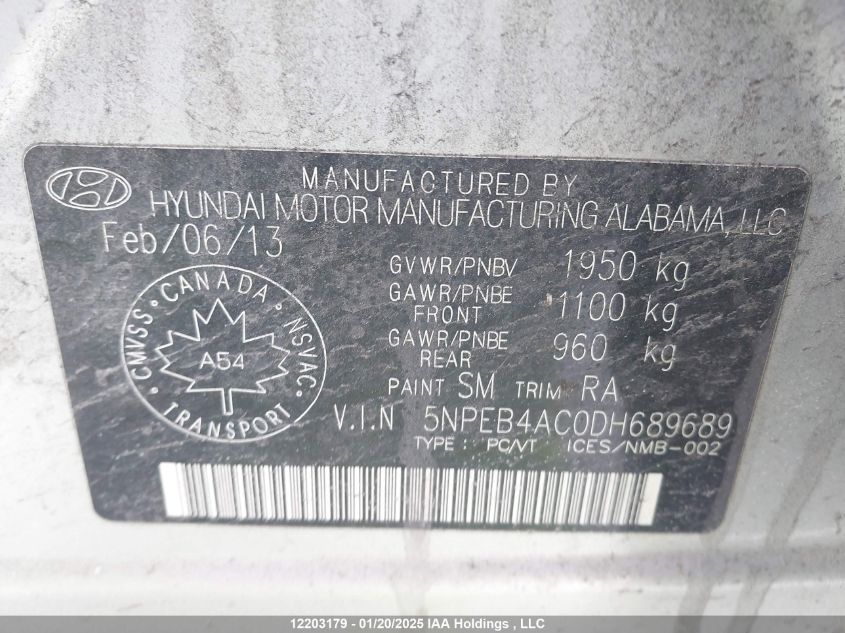 MANUFACTURED BY
HYUNDAI MOTOR MANUFACTURING ALABAMA, LLC
Feb/06/13
GVWR/PNBV 1950 kg
GAWR/PNBE FRONT 1100 kg
GAWR/PNBE REAR 960 kg
PAINT SM TRIM RA
V.I.N 5NPEB4AC0DH689689
TYPE : PC/VT ICES/NMB-002
CANADA
CMVSS NSVAC
A54
TRANSPORT
12203179 - 01/20/2025 IAA Holdings , LLC